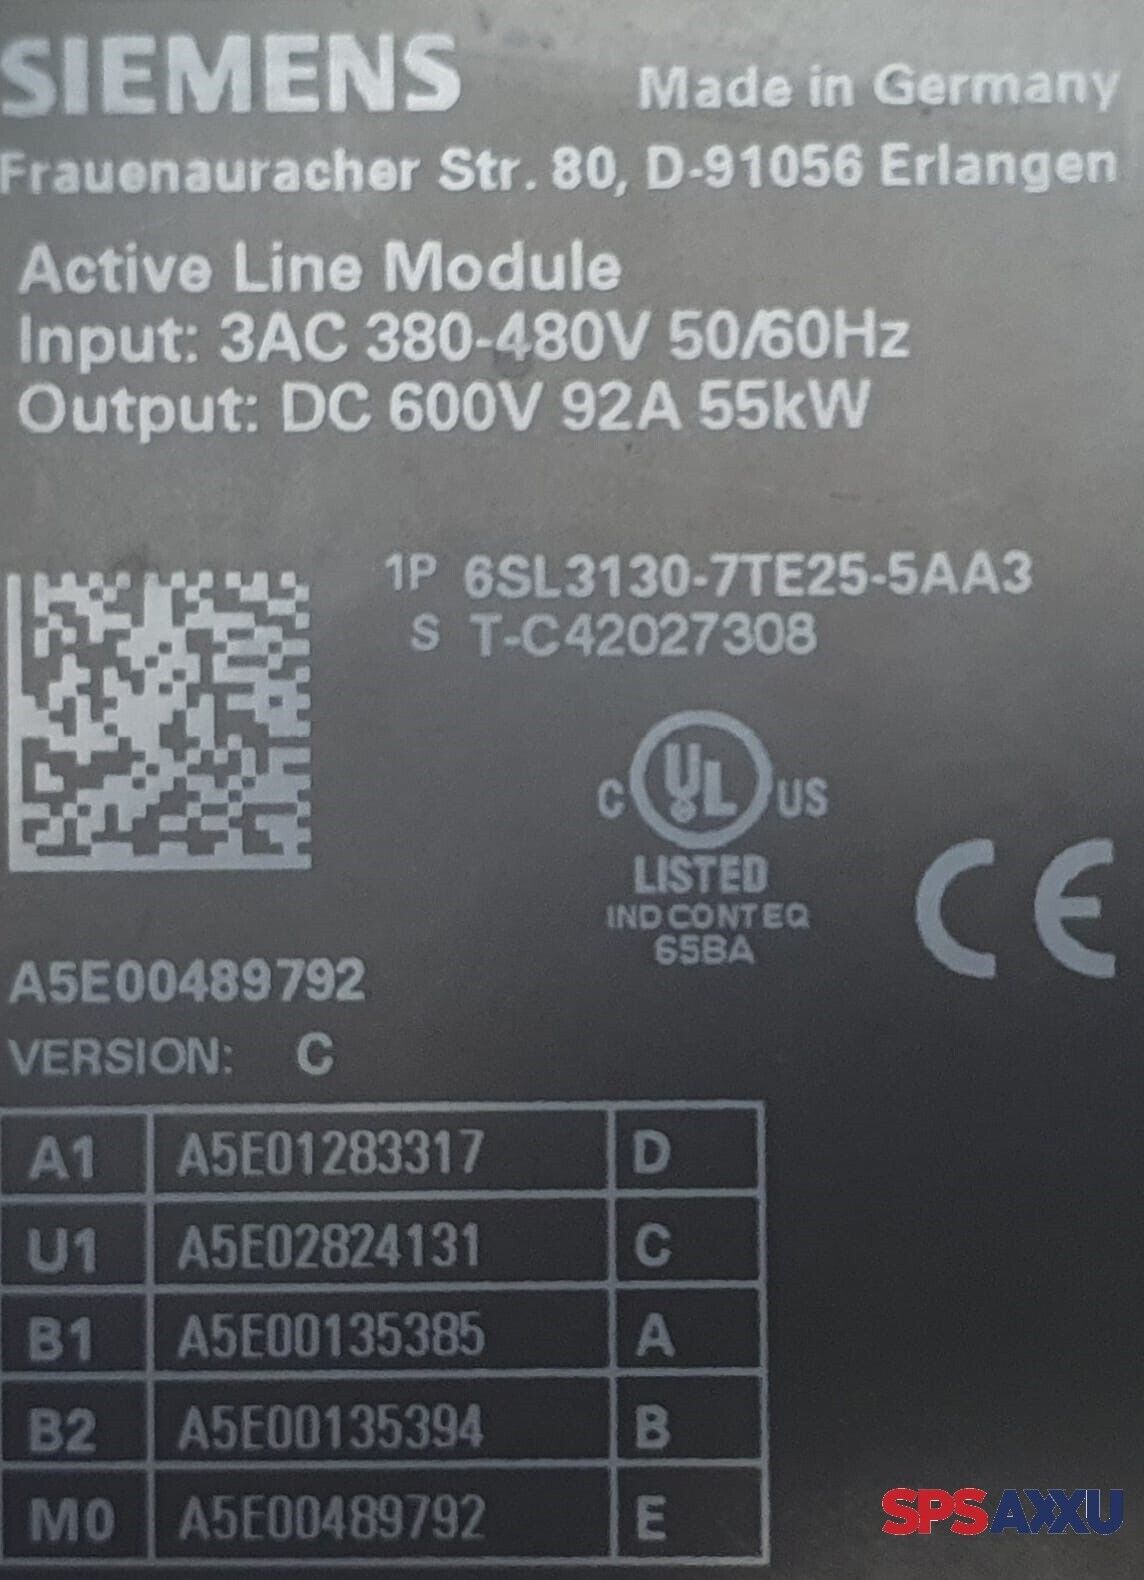 SIEMENS
Made in Germany
Frauenauracher Str. 80, D-91056 Erlangen
Active Line Module
Input: 3AC 380-480V 50/60Hz
Output: DC 600V 92A 55kW
1P 6SL3130-7TE25-5AA3
S T-C42027308
C UL US
LISTED
IND CONT EQ
65BA
CE
A5E00489792
VERSION: C
A1 A5E01283317 D
U1 A5E02824131 C
B1 A5E00135385 A
B2 A5E00135394 B
M0 A5E00489792 E
SPSAXXU